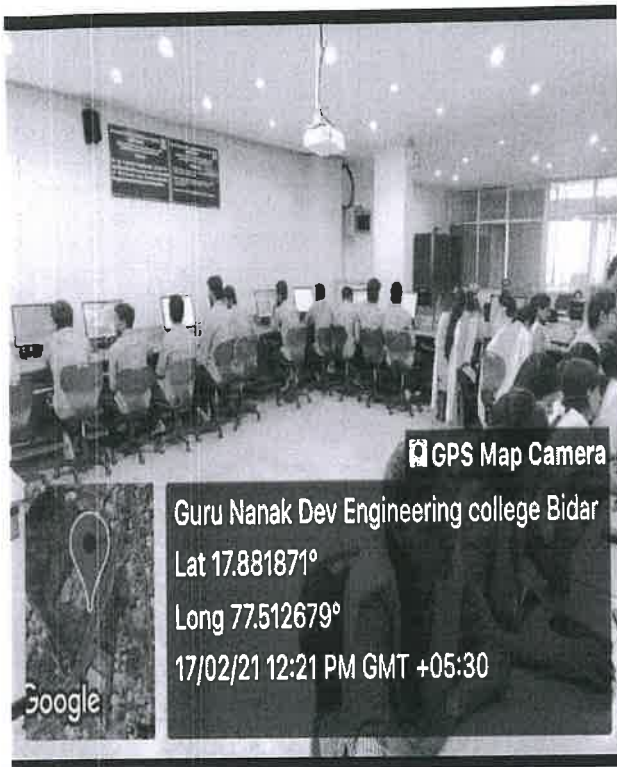 GPS Map Camera
Guru Nanak Dev Engineering college Bidar
Lat 17.881871°
Long 77.512679°
17/02/21 12:21 PM GMT +05:30
Google